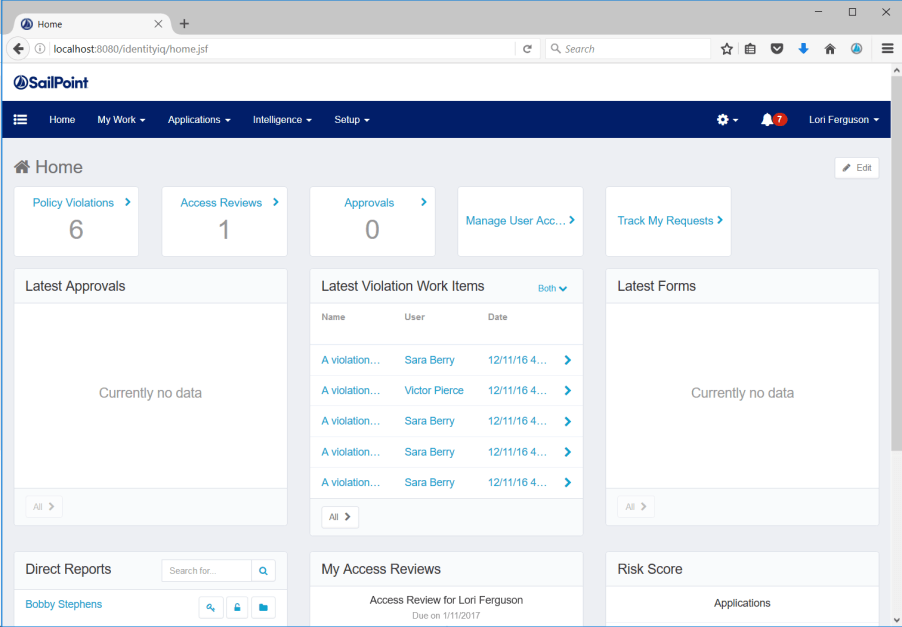 Home
localhost:8080/identityiq/home.jsf
Search
SailPoint
Home My Work Applications Intelligence Setup 7 Lori Ferguson
Home
Edit
Policy Violations
6
Access Reviews
1
Approvals
0
Manage User Acc...
Track My Requests
Latest Approvals
Currently no data
All
Latest Violation Work Items
Both
Name User Date
A violation... Sara Berry 12/11/16 4...
A violation... Victor Pierce 12/11/16 4...
A violation... Sara Berry 12/11/16 4...
A violation... Sara Berry 12/11/16 4...
A violation... Sara Berry 12/11/16 4...
All
Latest Forms
Currently no data
All
Direct Reports
Search for...
Bobby Stephens
My Access Reviews
Access Review for Lori Ferguson
Due on 1/11/2017
Risk Score
Applications